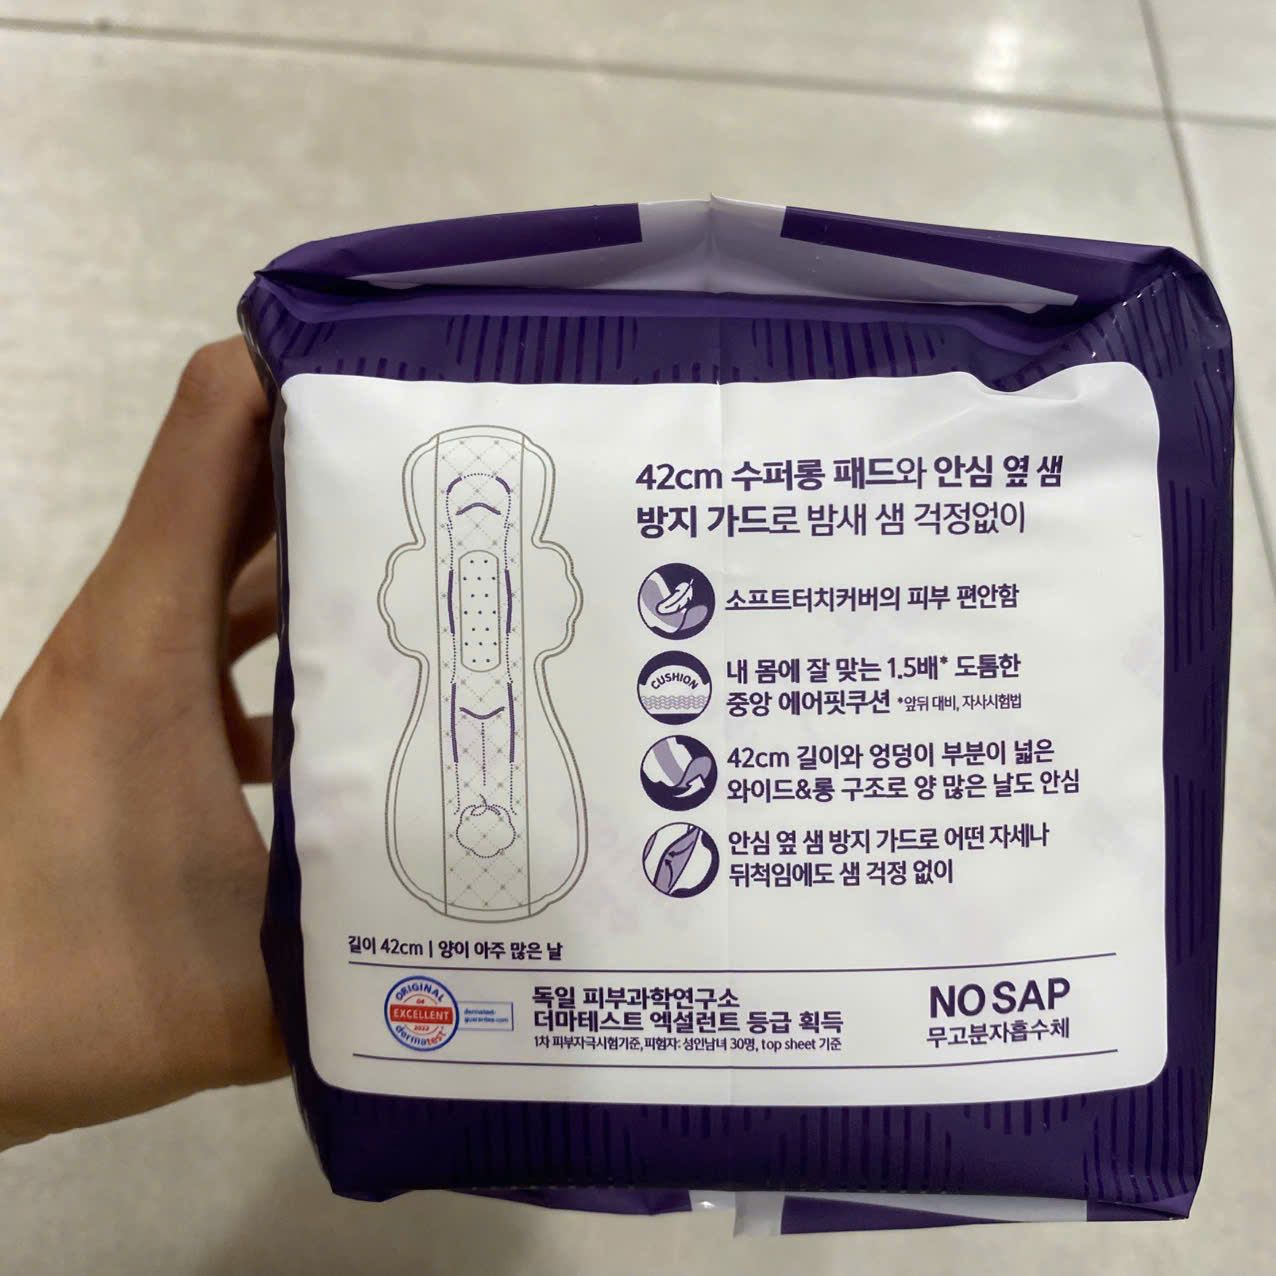 42cm 수퍼롱 패드와 안심 옆 샘
방지 가드로 밤새 샘 걱정없이
소프트터치커버의 피부 편안함
CUSHION
내 몸에 잘 맞는 1.5배* 도톰한
중앙 에어핏쿠션 *앞뒤 대비, 자사시험법
42cm 길이와 엉덩이 부분이 넓은
와이드&롱 구조로 양 많은 날도 안심
안심 옆 샘 방지 가드로 어떤 자세나
뒤척임에도 샘 걱정 없이
길이 42cm | 양이 아주 많은 날
ORIGINAL
04
EXCELLENT
2022
dermatest
dermatest-
guarantee.com
독일 피부과학연구소
더마테스트 엑설런트 등급 획득
1차 피부자극시험기준, 피험자: 성인남녀 30명, top sheet 기준
NO SAP
무고분자흡수체